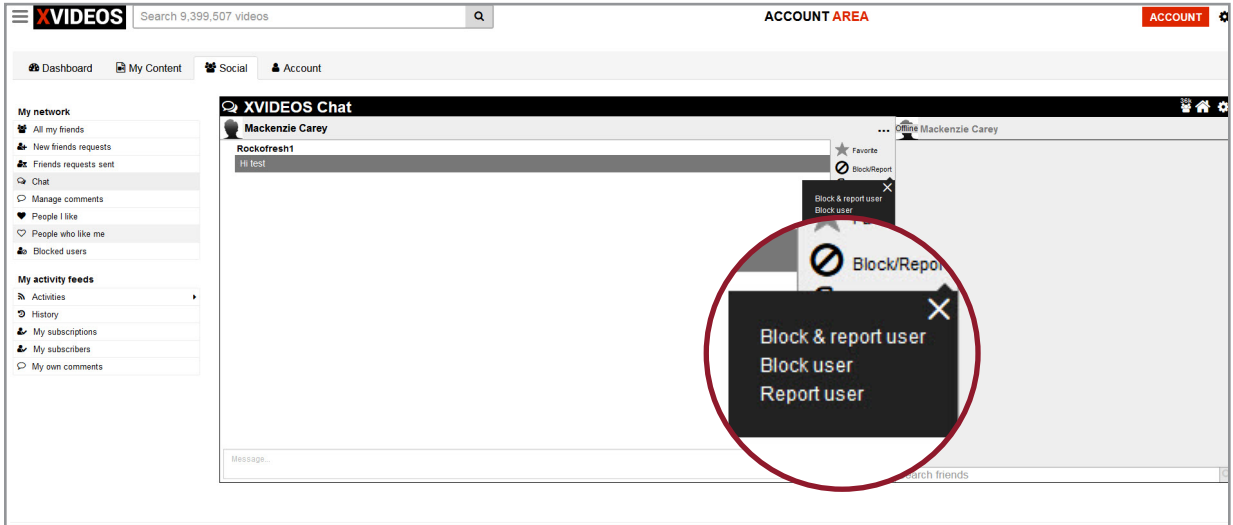 XVIDEOS Search 9,399,507 videos ACCOUNT AREA ACCOUNT
Dashboard My Content Social Account
My network
All my friends
New friends requests
Friends requests sent
Chat
Manage comments
People I like
People who like me
Blocked users
My activity feeds
Activities
History
My subscriptions
My subscribers
My own comments
XVIDEOS Chat 36k
Mackenzie Carey ... Offline Mackenzie Carey
Rockofresh1
Hi test
Favorite
Block/Report
Block & report user
Block user
Block/Repor
Block & report user
Block user
Report user
Message...
arch friends